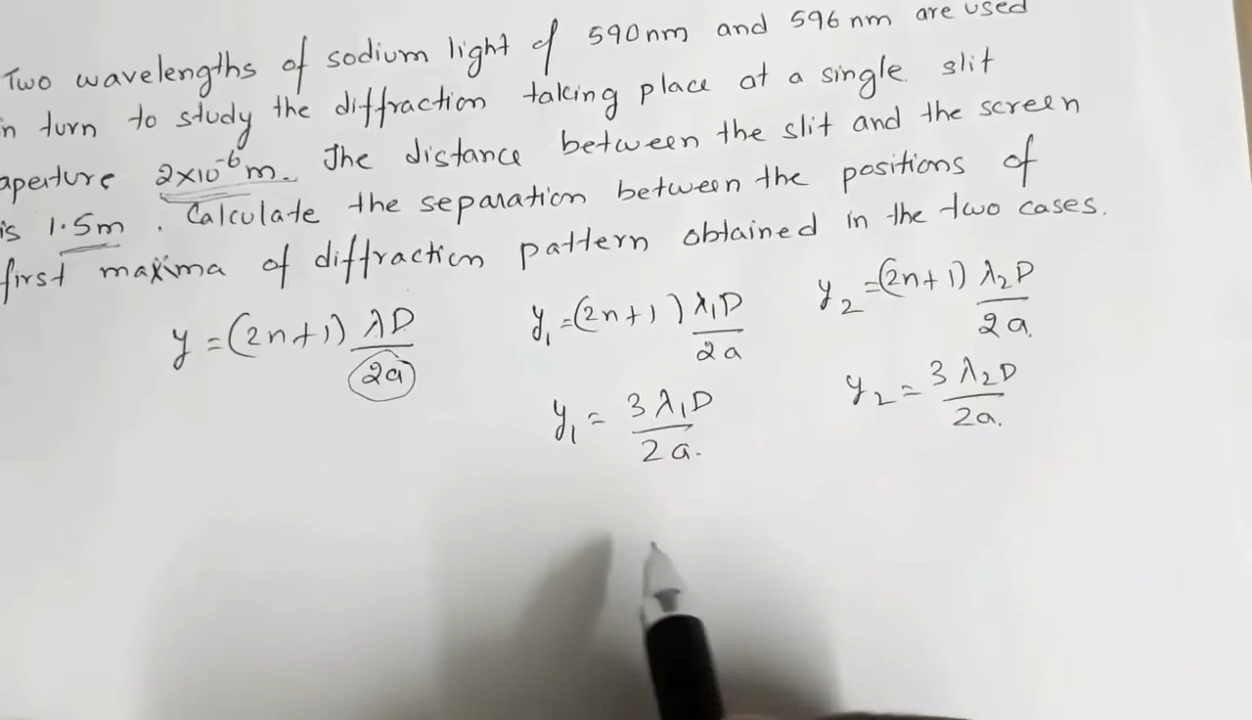 Two wavelengths of sodium light of 590nm and 596nm are used
n turn to study the diffraction taking place at a single slit
aperture 2×10⁻⁶m. The distance between the slit and the screen
is 1.5m. Calculate the separation between the positions of
first maxima of diffraction pattern obtained in the two cases.
y = (2n+1) λD/2a y₁ = (2n+1) λ₁D/2a y₂ = (2n+1) λ₂D/2a.
y₁ = 3λ₁D/2a. y₂ = 3λ₂D/2a.